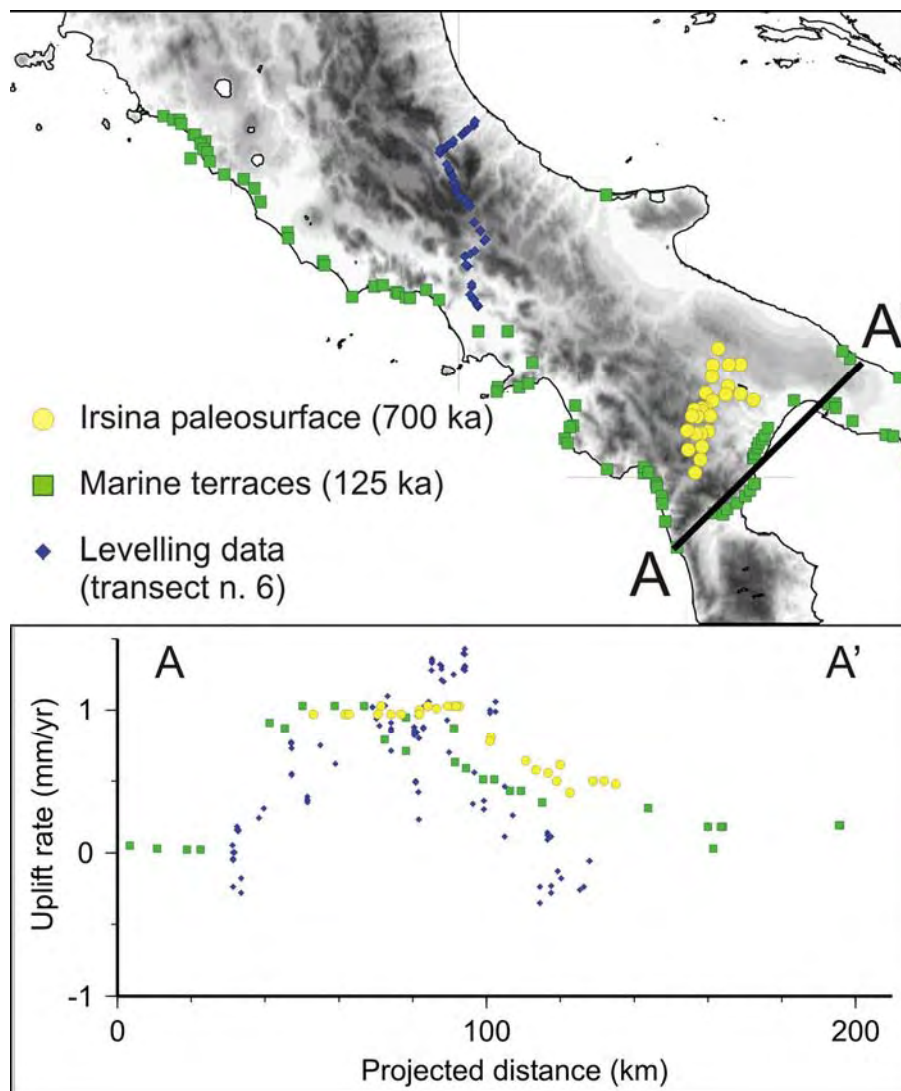 A'
Irsina paleosurface (700 ka)
Marine terraces (125 ka)
Levelling data
(transect n. 6)
A
A
A'
1
0
-1
Uplift rate (mm/yr)
0
100
200
Projected distance (km)